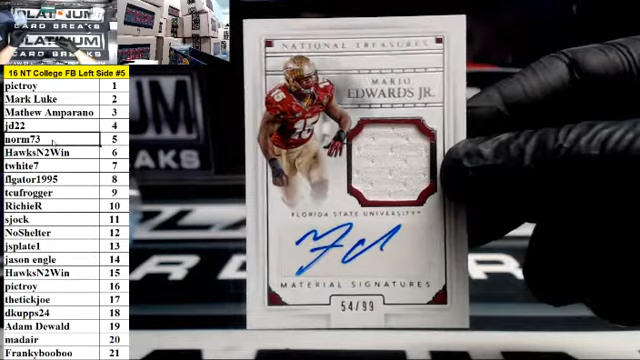 PLATINUM
CARD BREAKS
PLATINUM
CARD BREAKS
16 NT College FB Left Side #5
pictroy 1
Mark Luke 2
Mathew Amparano 3
jd22 4
norm73 5
HawksN2Win 6
twhite7 7
flgator1995 8
tcufrogger 9
RichieR 10
sjock 11
NoShelter 12
jsplate1 13
jason engle 14
HawksN2Win 15
pictroy 16
thetickjoe 17
dkupps24 18
Adam Dewald 19
madair 20
Frankybooboo 21
NATIONAL TREASURES
MARIO
EDWARDS JR.
FLORIDA STATE UNIVERSITY
MATERIAL SIGNATURES
54/99